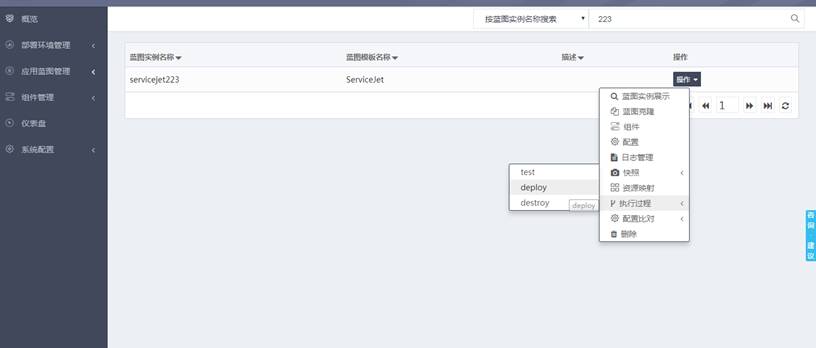 概览
部署环境管理
应用蓝图管理
组件管理
仪表盘
系统配置
按蓝图实例名称搜索
223
蓝图实例名称 蓝图模板名称 描述 操作
servicejet223 ServiceJet 操作
1
蓝图实例展示
蓝图克隆
组件
配置
日志管理
快照
资源映射
执行过程
配置比对
删除
test
deploy
destroy
deploy
咨询·建议